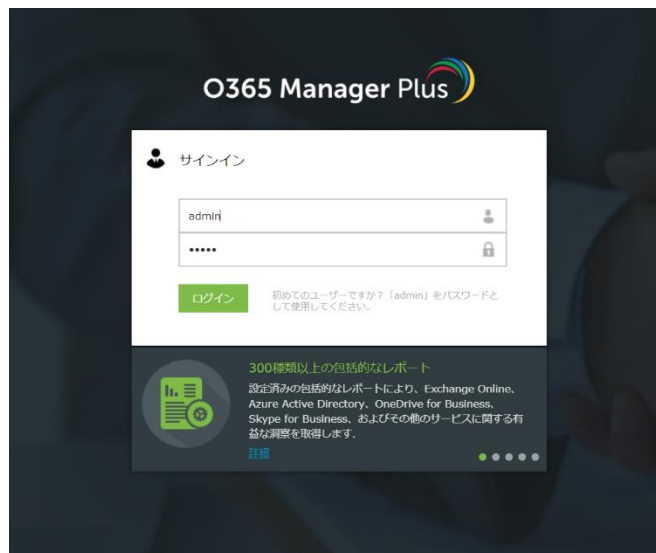 O365 Manager Plus
サインイン
admin
•••••
ログイン
初めてのユーザーですか？「admin」をパスワードと
して使用してください。
300種類以上の包括的なレポート
設定済みの包括的なレポートにより、Exchange Online、
Azure Active Directory、OneDrive for Business、
Skype for Business、およびその他のサービスに関する有
益な洞察を取得します.
詳細